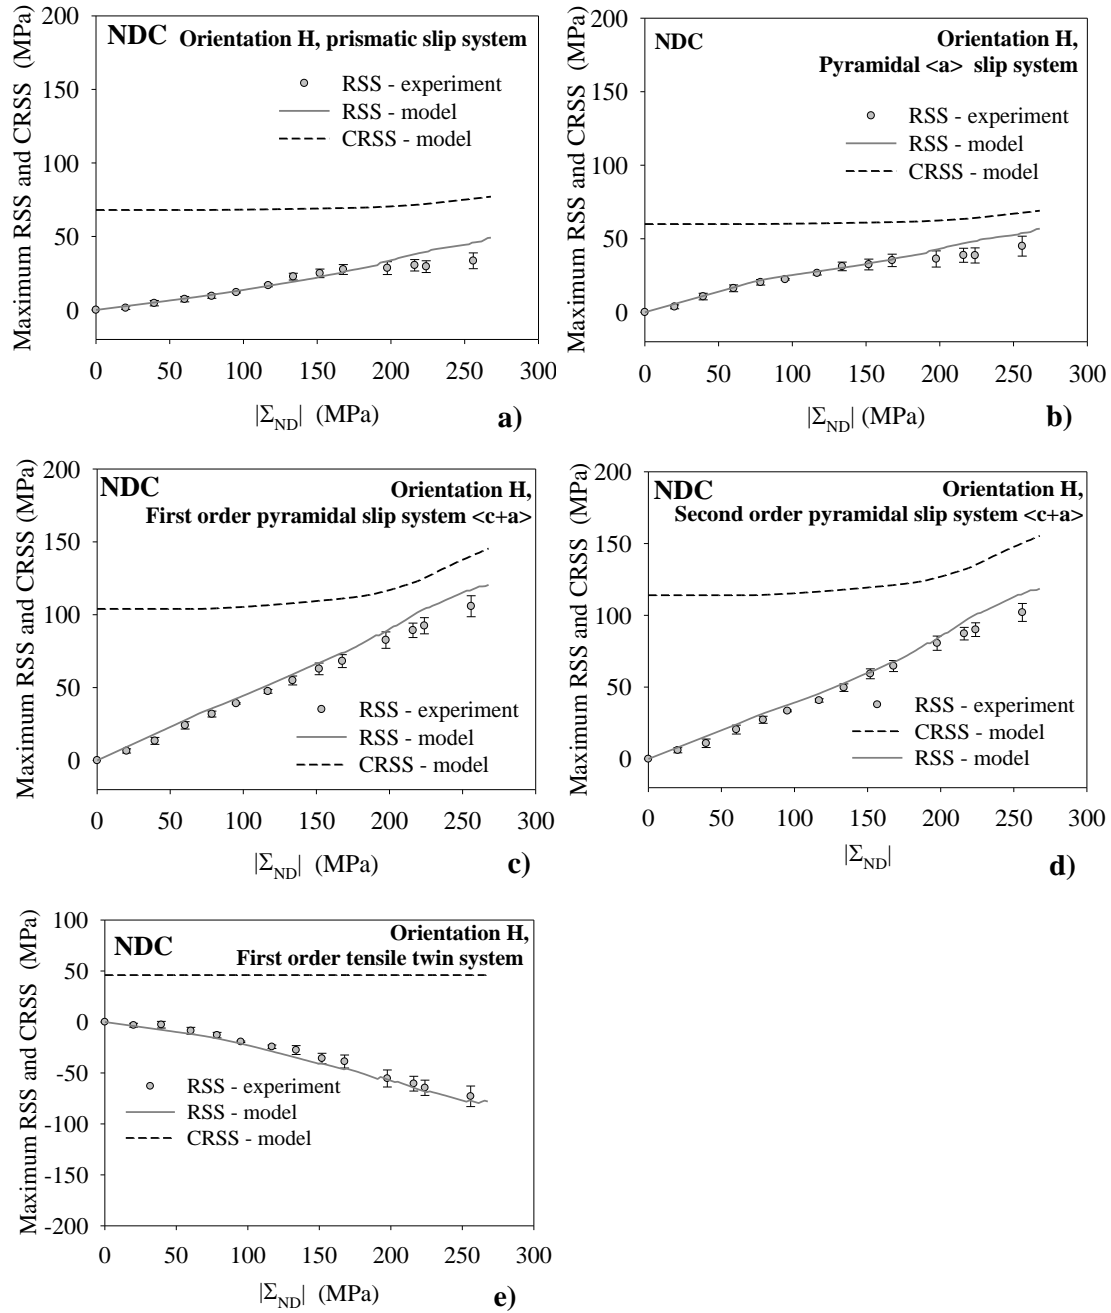 Maximum RSS and CRSS (MPa)
200
150
100
50
0
NDC
Orientation H, prismatic slip system
RSS - experiment
RSS - model
CRSS - model
0 50 100 150 200 250 300
|ΣND| (MPa)
a)
Maximum RSS and CRSS (MPa)
200
150
100
50
0
NDC
Orientation H,
Pyramidal <a> slip system
RSS - experiment
RSS - model
CRSS - model
0 50 100 150 200 250 300
|ΣND| (MPa)
b)
Maximum RSS and CRSS (MPa)
200
150
100
50
0
NDC
Orientation H,
First order pyramidal slip system <c+a>
RSS - experiment
RSS - model
CRSS - model
0 50 100 150 200 250 300
|ΣND| (MPa)
c)
Maximum RSS and CRSS (MPa)
200
150
100
50
0
NDC
Orientation H,
Second order pyramidal slip system <c+a>
RSS - experiment
CRSS - model
RSS - model
0 50 100 150 200 250 300
|ΣND|
d)
Maximum RSS and CRSS (MPa)
100
50
0
-50
-100
-150
-200
NDC
Orientation H,
First order tensile twin system
RSS - experiment
RSS - model
CRSS - model
0 50 100 150 200 250 300
|ΣND| (MPa)
e)